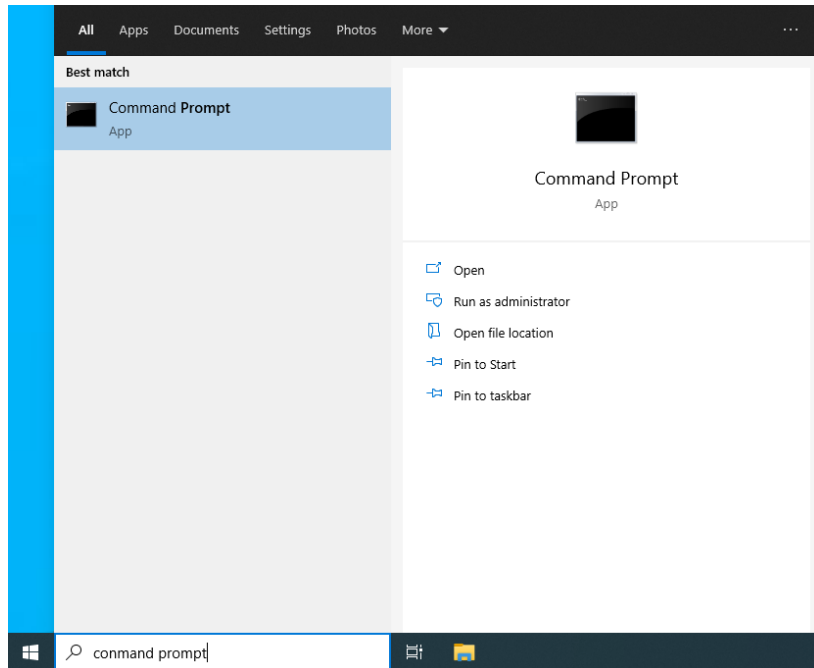 All Apps Documents Settings Photos More ...
Best match
Command Prompt
App
Command Prompt
App
Open
Run as administrator
Open file location
Pin to Start
Pin to taskbar
conmand prompt